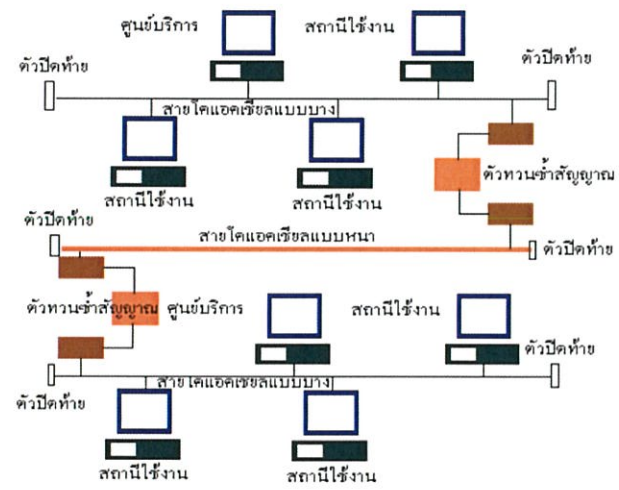 ศูนย์บริการ
สถานีใช้งาน
ตัวปิดท้าย
ตัวปิดท้าย
สายโคแอคเชียลแบบบาง
ตัวทวนซ้ำสัญญาณ
สถานีใช้งาน
สถานีใช้งาน
ตัวปิดท้าย
สายโคแอคเชียลแบบหนา
ตัวปิดท้าย
ตัวทวนซ้ำสัญญาณ
ศูนย์บริการ
สถานีใช้งาน
ตัวปิดท้าย
สายโคแอคเชียลแบบบาง
ตัวปิดท้าย
สถานีใช้งาน
สถานีใช้งาน